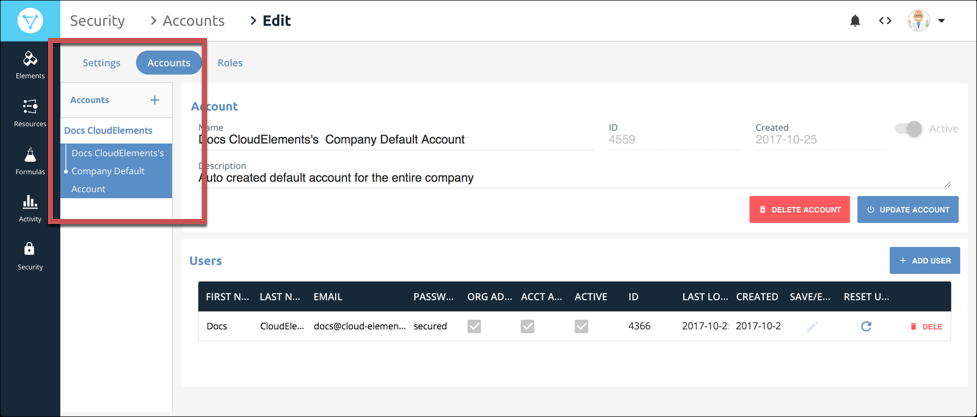 Security > Accounts > Edit
Elements
Resources
Formulas
Activity
Security
Settings Accounts Roles
Accounts +
Docs CloudElements
Docs CloudElements's
Company Default
Account
Account
Name
Docs CloudElements's Company Default Account
ID
4559
Created
2017-10-25
Active
Description
Auto created default account for the entire company
DELETE ACCOUNT UPDATE ACCOUNT
Users
+ ADD USER
FIRST N... LAST N... EMAIL PASSW... ORG AD... ACCT A... ACTIVE ID LAST LO... CREATED SAVE/E... RESET U...
Docs CloudEle... docs@cloud-elemen... secured 4366 2017-10-2 2017-10-2 DELE